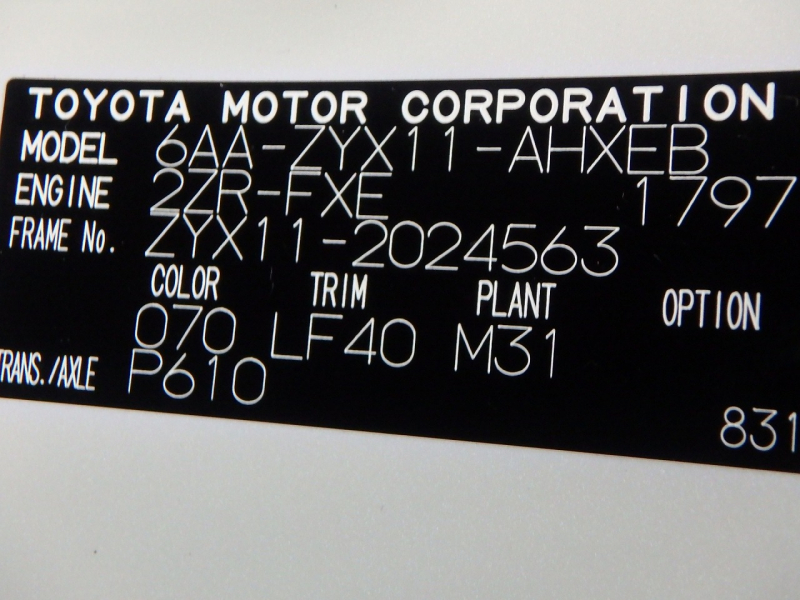 TOYOTA MOTOR CORPORATION
MODEL 6AA-ZYX11-AHXEB
ENGINE 2ZR-FXE 1797
FRAME No. ZYX11-2024563
COLOR TRIM PLANT OPTION
070 LF40 M31
TRANS./AXLE P610
831